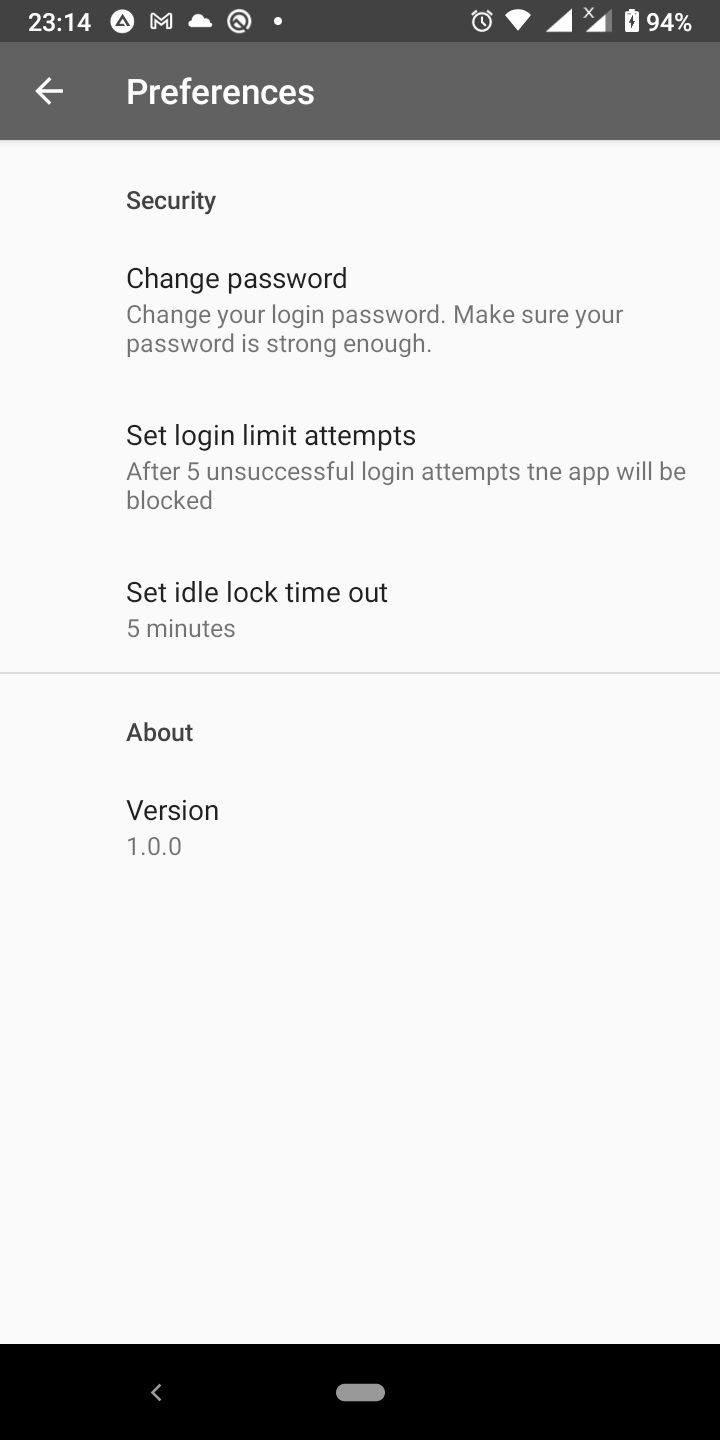 23:14 94%
Preferences
Security
Change password
Change your login password. Make sure your
password is strong enough.
Set login limit attempts
After 5 unsuccessful login attempts tne app will be
blocked
Set idle lock time out
5 minutes
About
Version
1.0.0